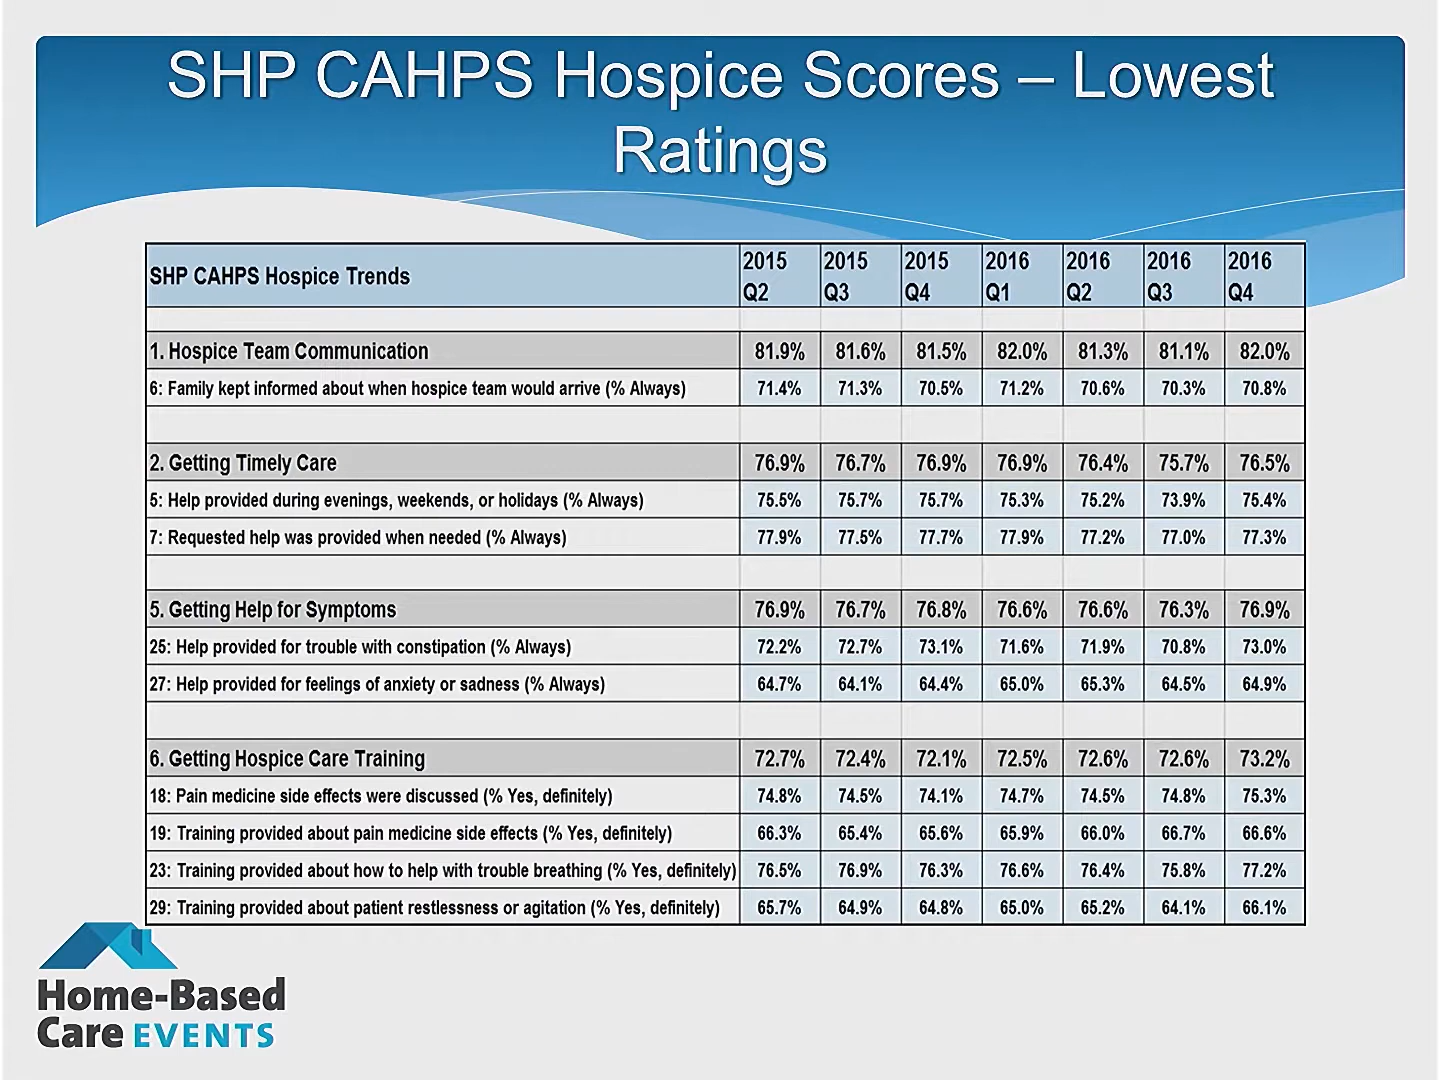 SHP CAHPS Hospice Scores – Lowest
Ratings
SHP CAHPS Hospice Trends 2015 Q2 2015 Q3 2015 Q4 2016 Q1 2016 Q2 2016 Q3 2016 Q4
1. Hospice Team Communication 81.9% 81.6% 81.5% 82.0% 81.3% 81.1% 82.0%
6: Family kept informed about when hospice team would arrive (% Always) 71.4% 71.3% 70.5% 71.2% 70.6% 70.3% 70.8%
2. Getting Timely Care 76.9% 76.7% 76.9% 76.9% 76.4% 75.7% 76.5%
5: Help provided during evenings, weekends, or holidays (% Always) 75.5% 75.7% 75.7% 75.3% 75.2% 73.9% 75.4%
7: Requested help was provided when needed (% Always) 77.9% 77.5% 77.7% 77.9% 77.2% 77.0% 77.3%
5. Getting Help for Symptoms 76.9% 76.7% 76.8% 76.6% 76.6% 76.3% 76.9%
25: Help provided for trouble with constipation (% Always) 72.2% 72.7% 73.1% 71.6% 71.9% 70.8% 73.0%
27: Help provided for feelings of anxiety or sadness (% Always) 64.7% 64.1% 64.4% 65.0% 65.3% 64.5% 64.9%
6. Getting Hospice Care Training 72.7% 72.4% 72.1% 72.5% 72.6% 72.6% 73.2%
18: Pain medicine side effects were discussed (% Yes, definitely) 74.8% 74.5% 74.1% 74.7% 74.5% 74.8% 75.3%
19: Training provided about pain medicine side effects (% Yes, definitely) 66.3% 65.4% 65.6% 65.9% 66.0% 66.7% 66.6%
23: Training provided about how to help with trouble breathing (% Yes, definitely) 76.5% 76.9% 76.3% 76.6% 76.4% 75.8% 77.2%
29: Training provided about patient restlessness or agitation (% Yes, definitely) 65.7% 64.9% 64.8% 65.0% 65.2% 64.1% 66.1%
Home-Based
Care EVENTS